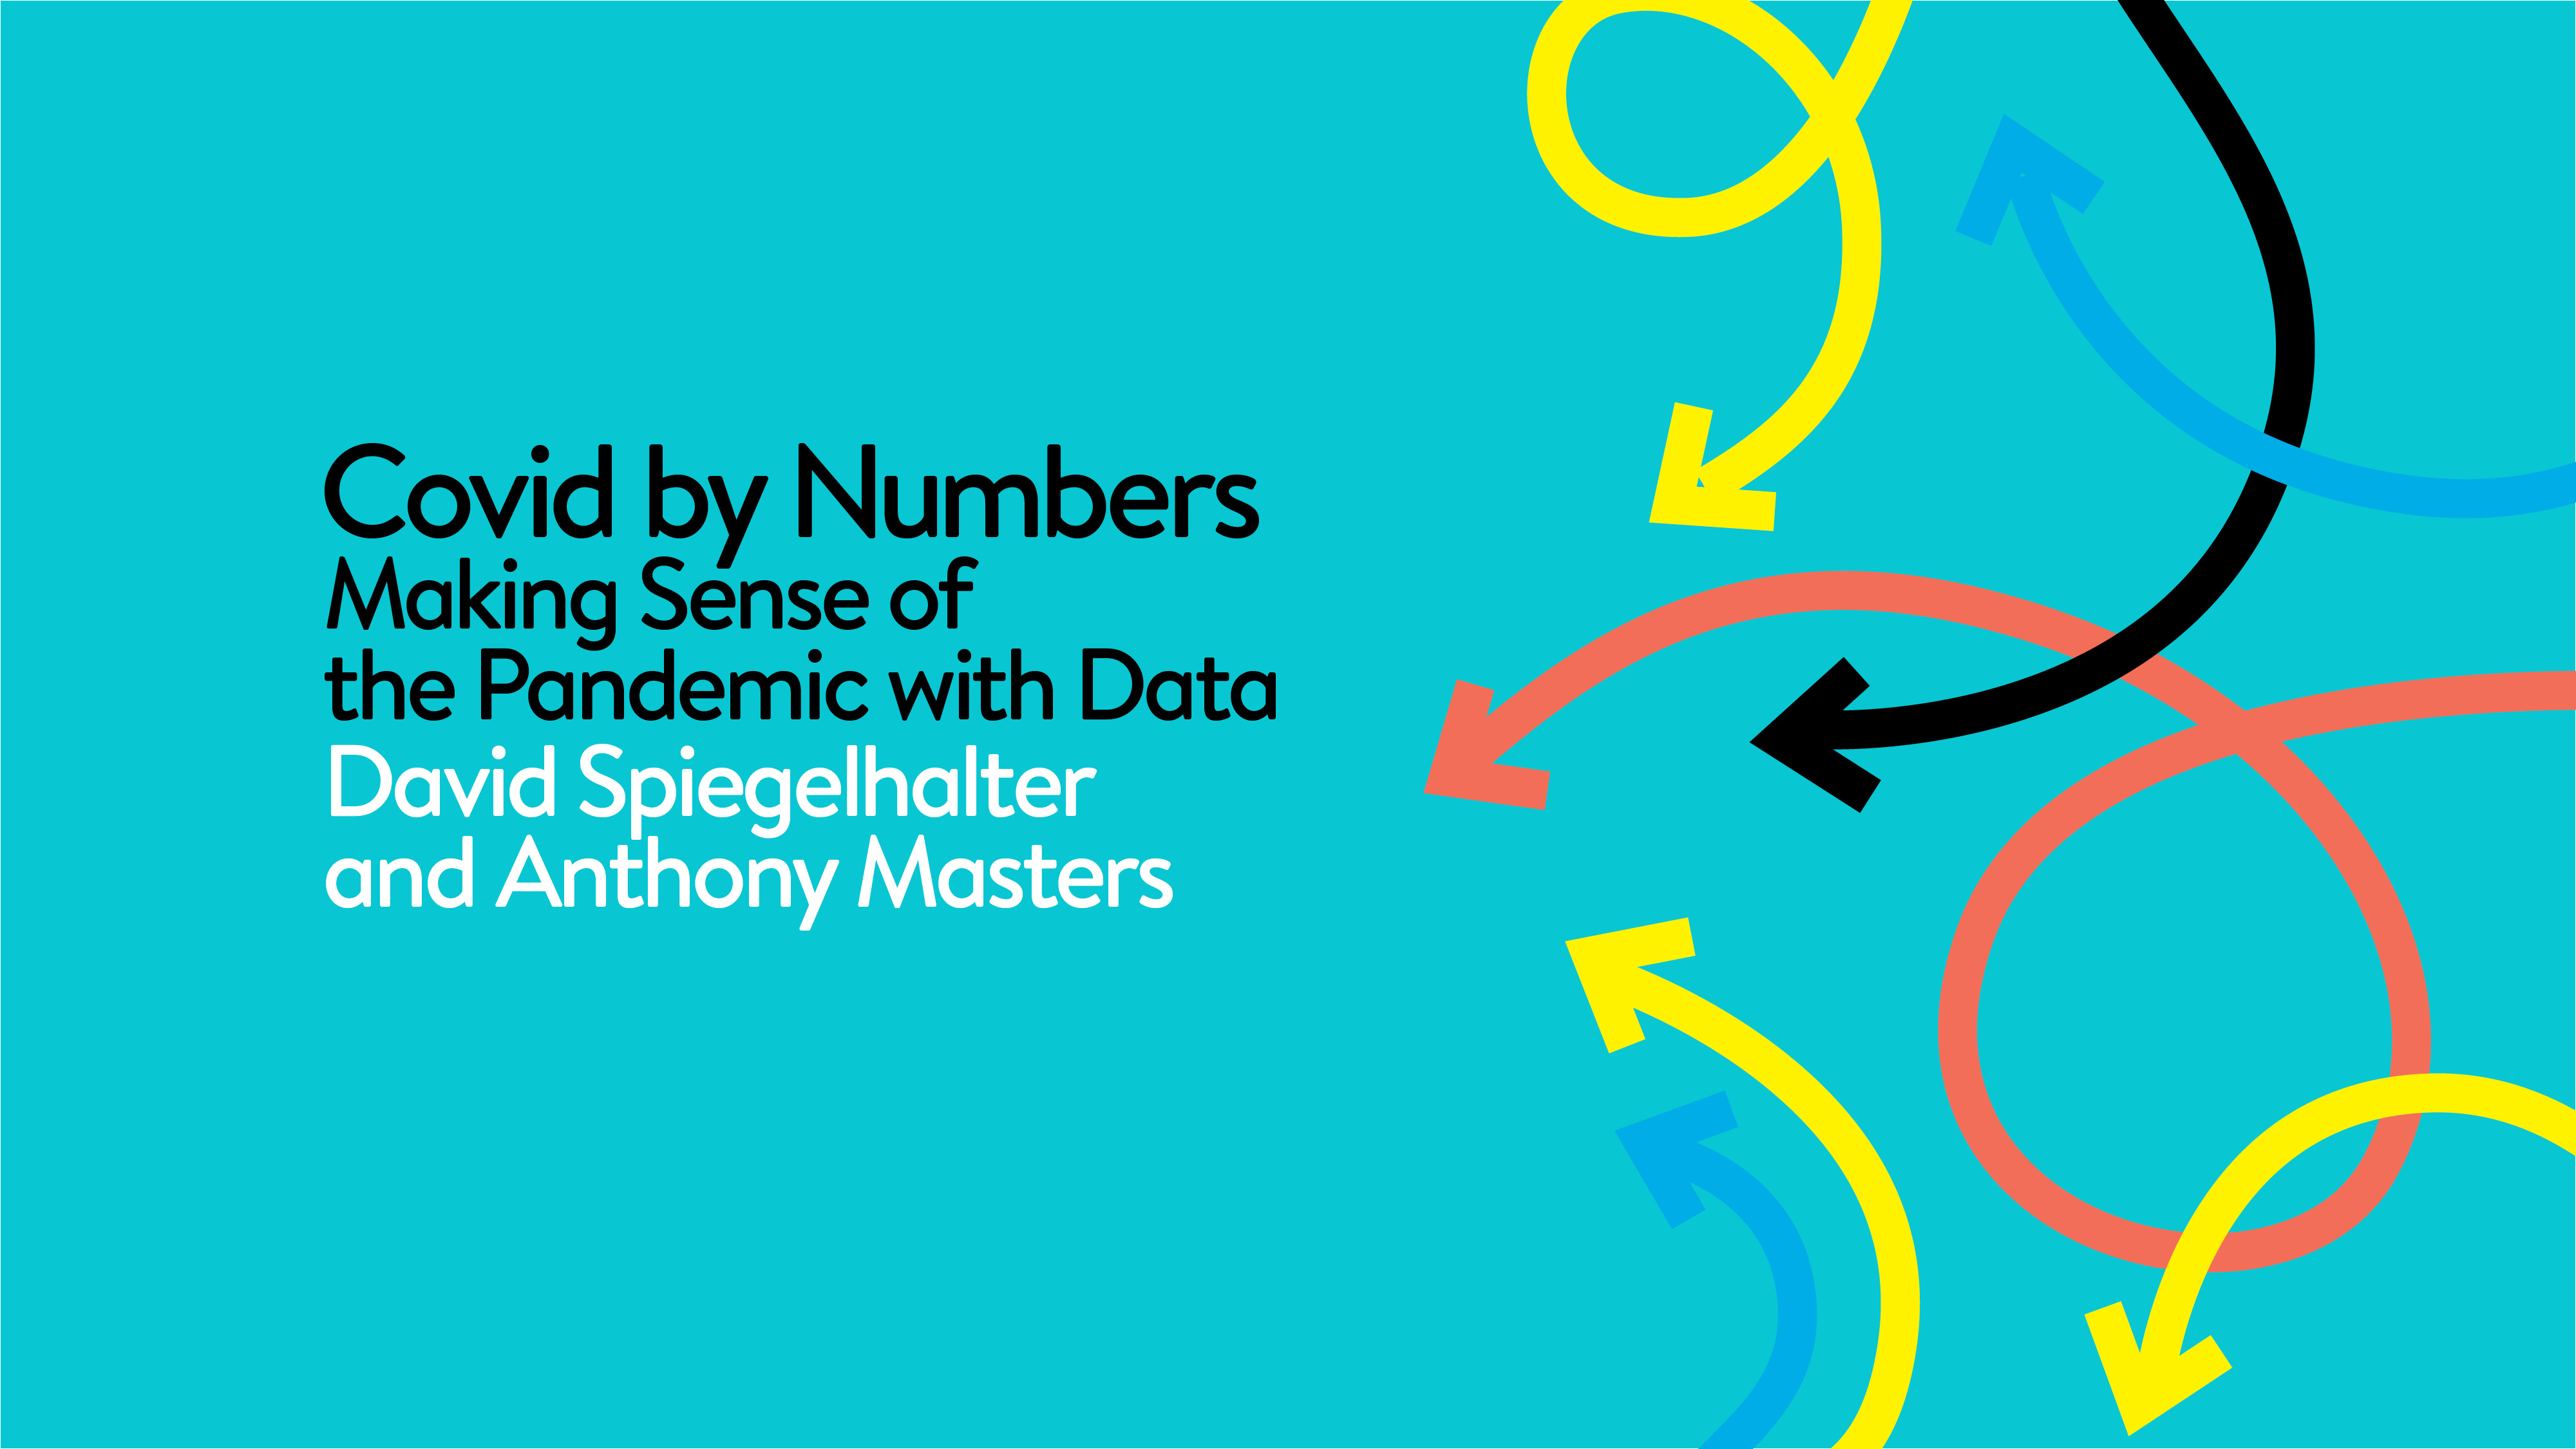 Covid by Numbers
Making Sense of
the Pandemic with Data
David Spiegelhalter
and Anthony Masters